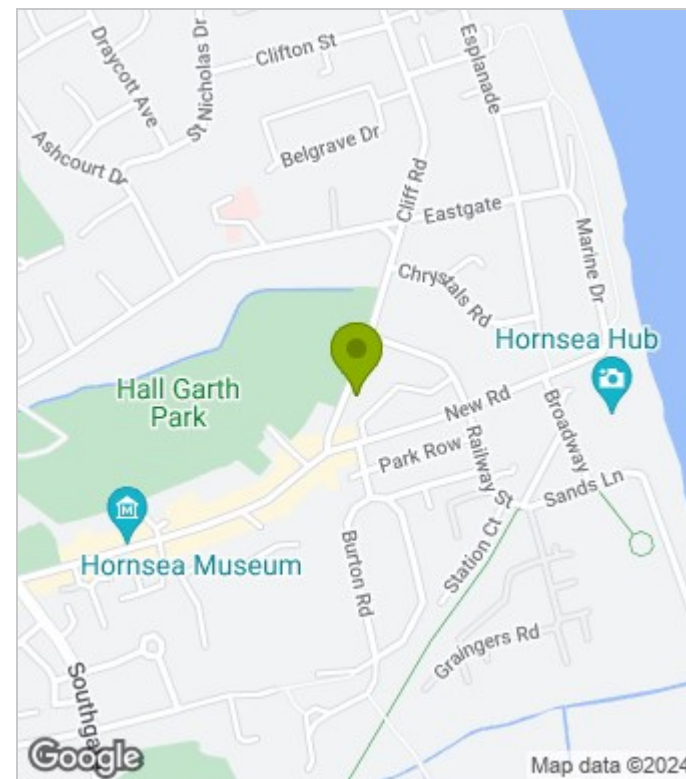 Draycott Ave
St Nicholas Dr
Clifton St
Esplanade
Ashcourt Dr
Belgrave Dr
Cliff Rd
Eastgate
Marine Dr
Chrystals Rd
Hornsea Hub
Hall Garth
Park
New Rd
Broadway
Park Row
Railway St
Sands Ln
M
Hornsea Museum
Station Ct
Burton Rd
Graingers Rd
Southga
Google
Map data ©2024